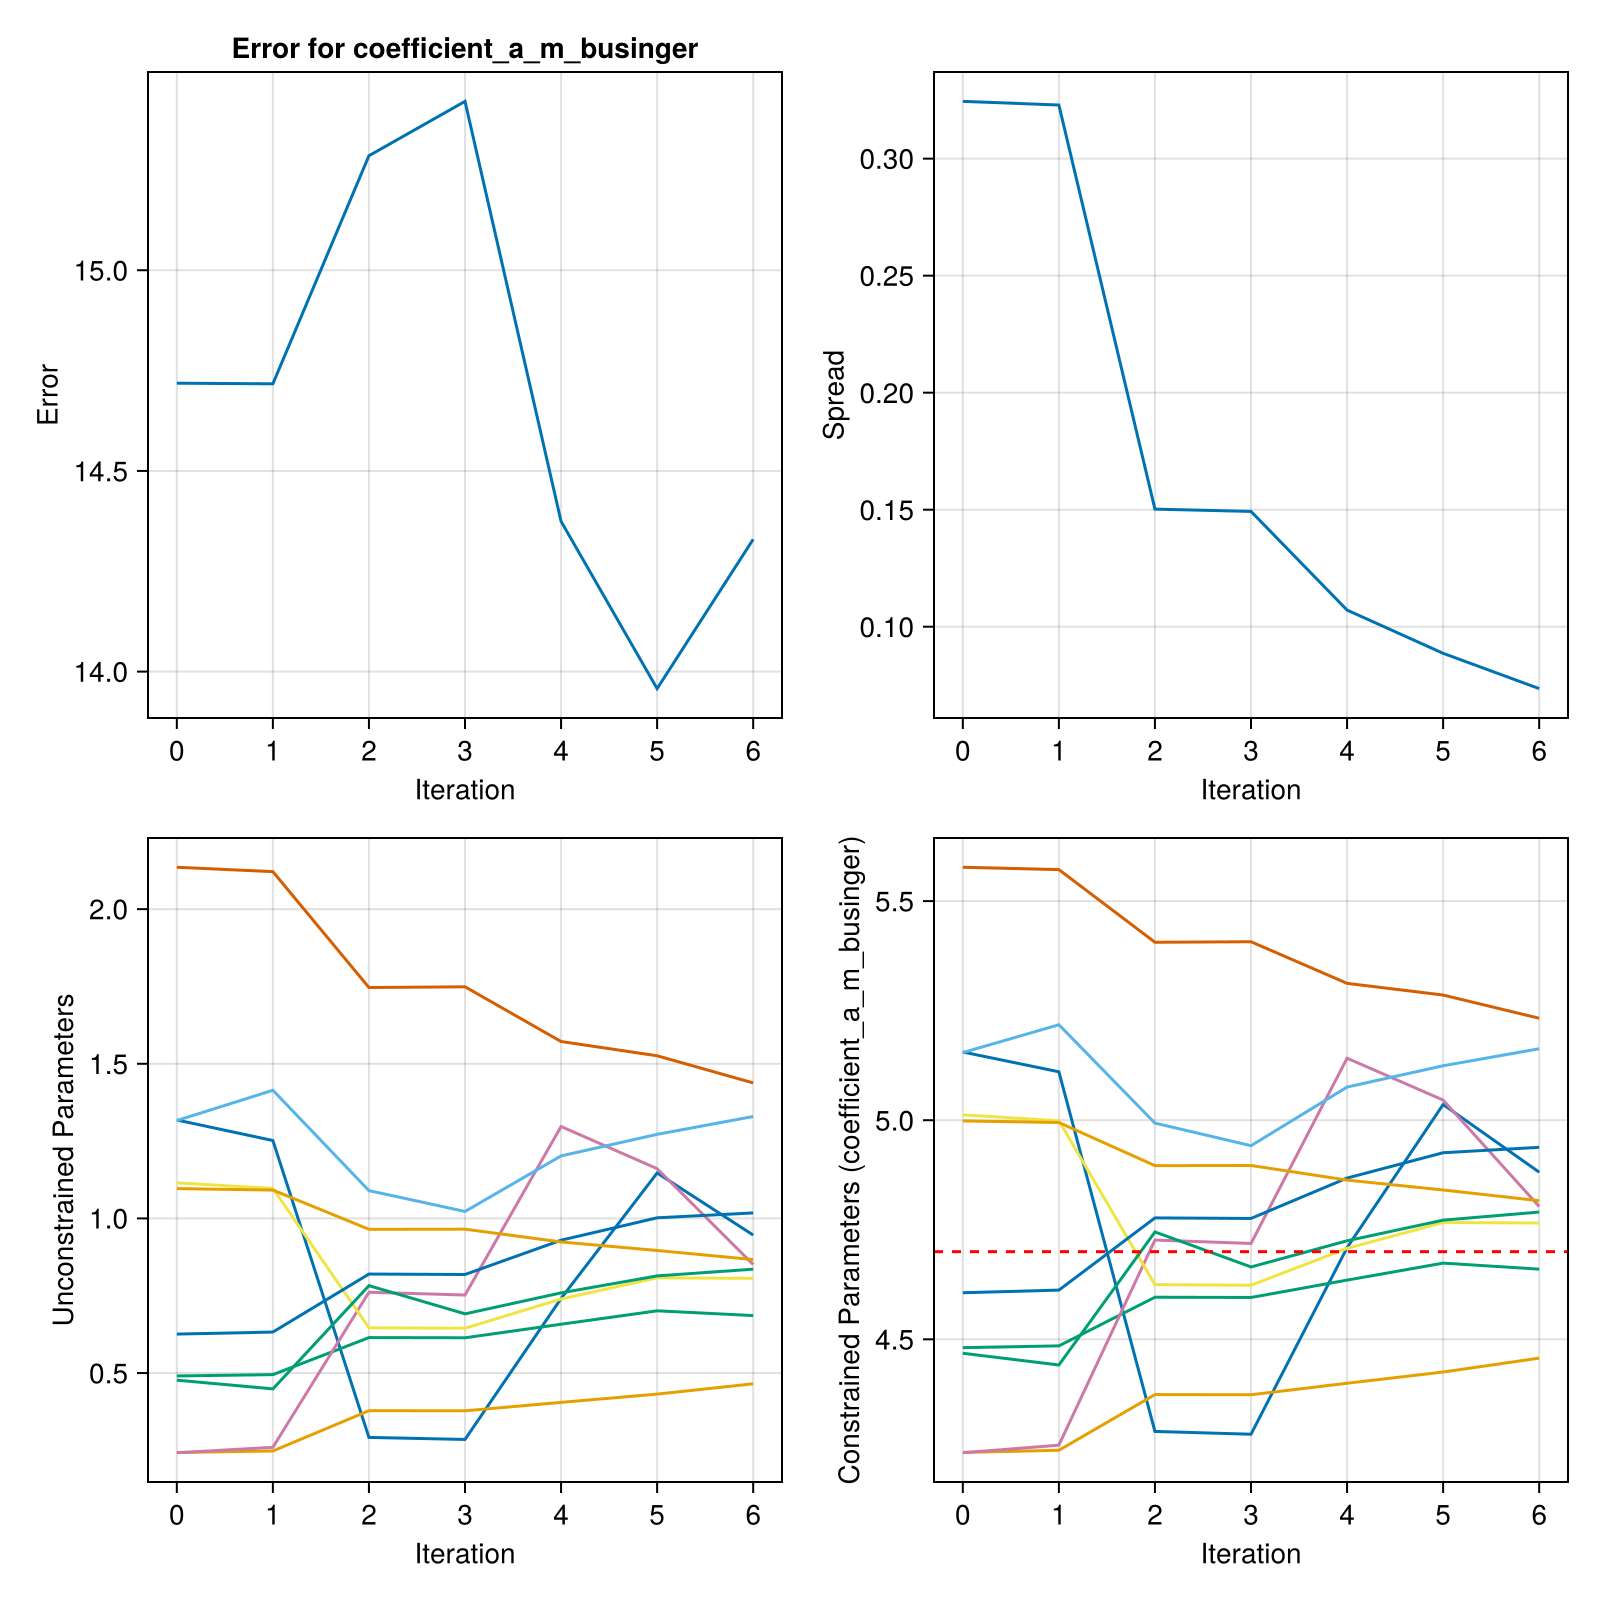 Error for coefficient_a_m_businger
Error
15.0
14.5
14.0
0 1 2 3 4 5 6
Iteration
Spread
0.30
0.25
0.20
0.15
0.10
0 1 2 3 4 5 6
Iteration
Unconstrained Parameters
2.0
1.5
1.0
0.5
0 1 2 3 4 5 6
Iteration
Constrained Parameters (coefficient_a_m_businger)
5.5
5.0
4.5
0 1 2 3 4 5 6
Iteration